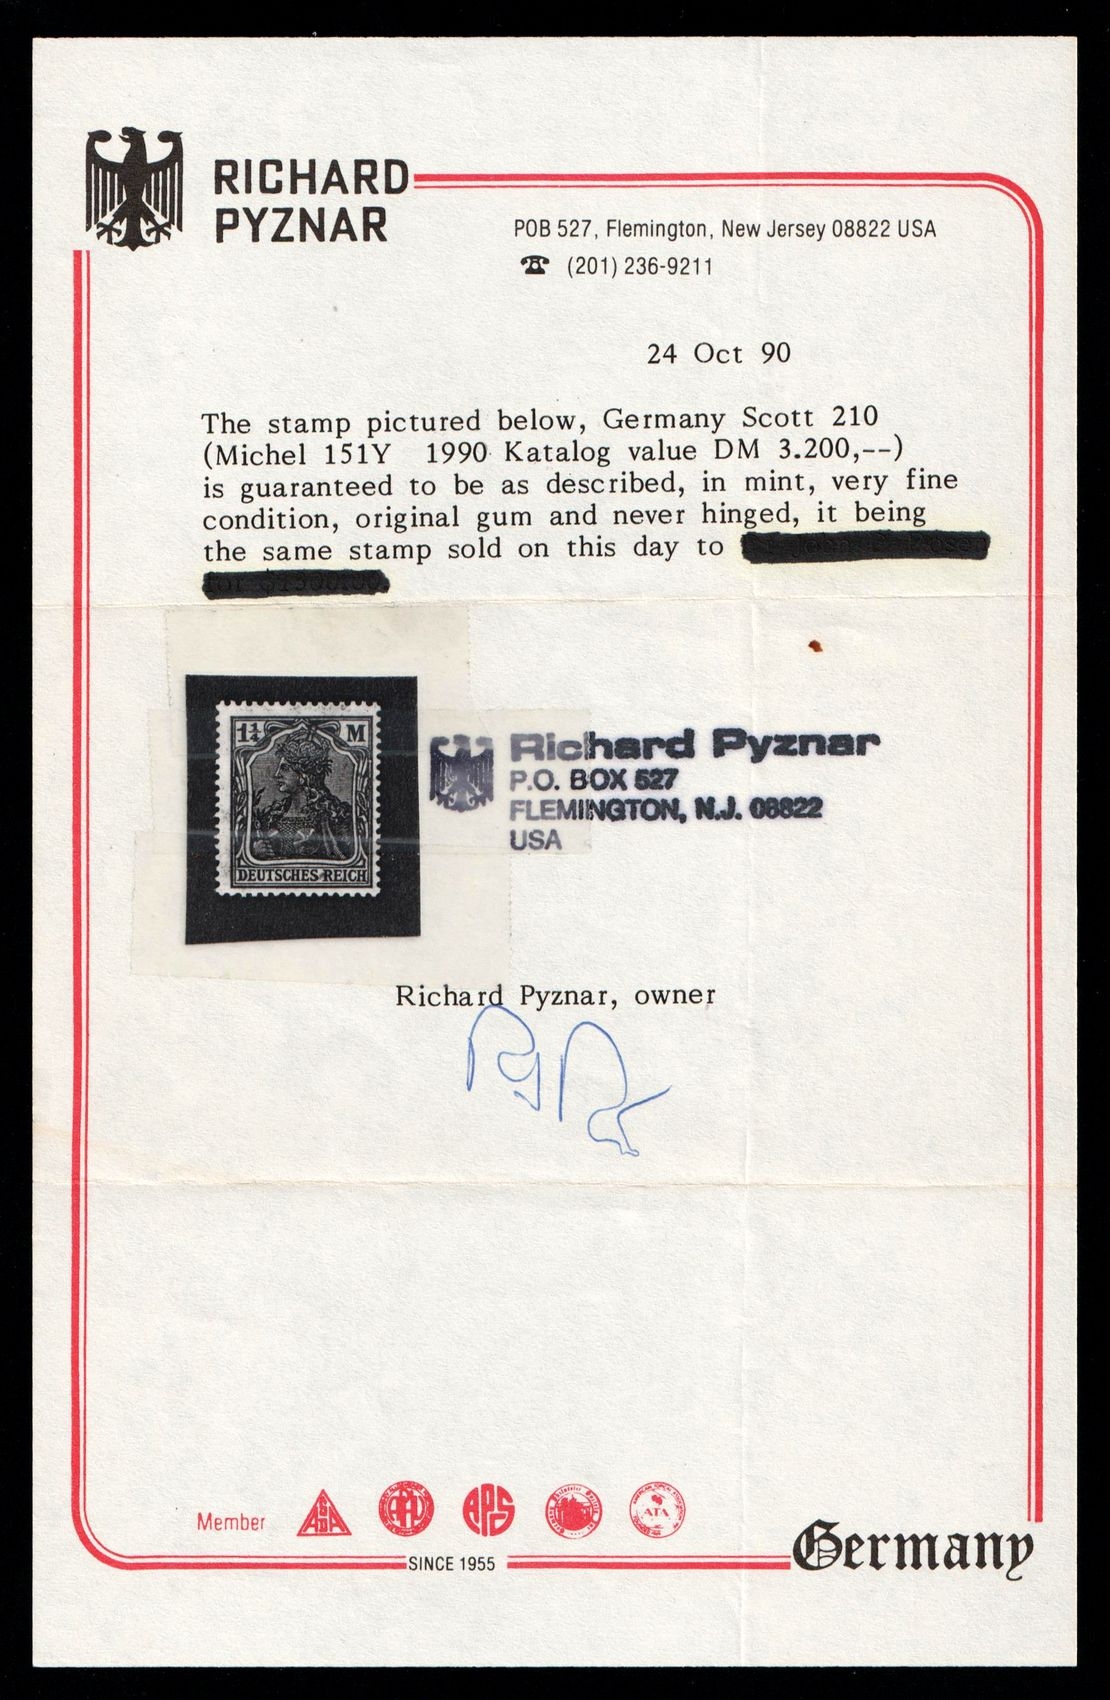 RICHARD
PYZNAR
POB 527, Flemington, New Jersey 08822 USA
☎ (201) 236-9211
24 Oct 90
The stamp pictured below, Germany Scott 210
(Michel 151Y 1990 Katalog value DM 3.200,--)
is guaranteed to be as described, in mint, very fine
condition, original gum and never hinged, it being
the same stamp sold on this day to
1¼ M
DEUTSCHES REICH
Richard Pyznar
P.O. BOX 527
FLEMINGTON, N.J. 08822
USA
Richard Pyznar, owner
Member
APS
ATA
SINCE 1955
Germany